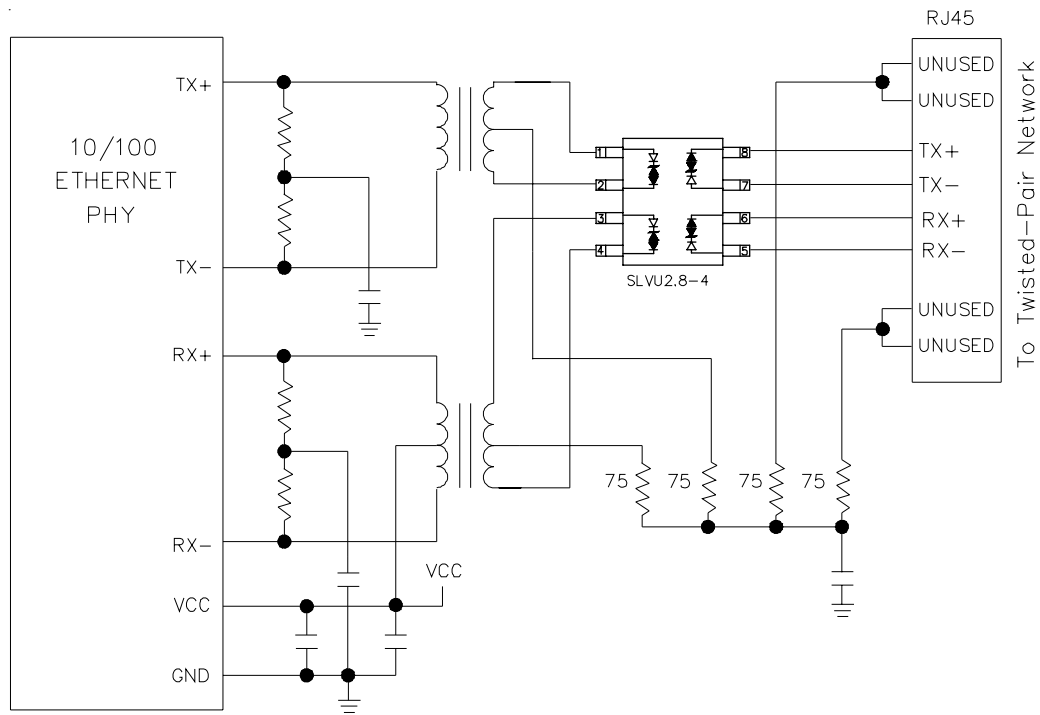 RJ45
10/100
ETHERNET
PHY
TX+
TX-
RX+
RX-
VCC
GND
VCC
1
2
3
4
8
7
6
5
SLVU2.8-4
75
75
75
75
UNUSED
UNUSED
TX+
TX-
RX+
RX-
UNUSED
UNUSED
To Twisted-Pair Network